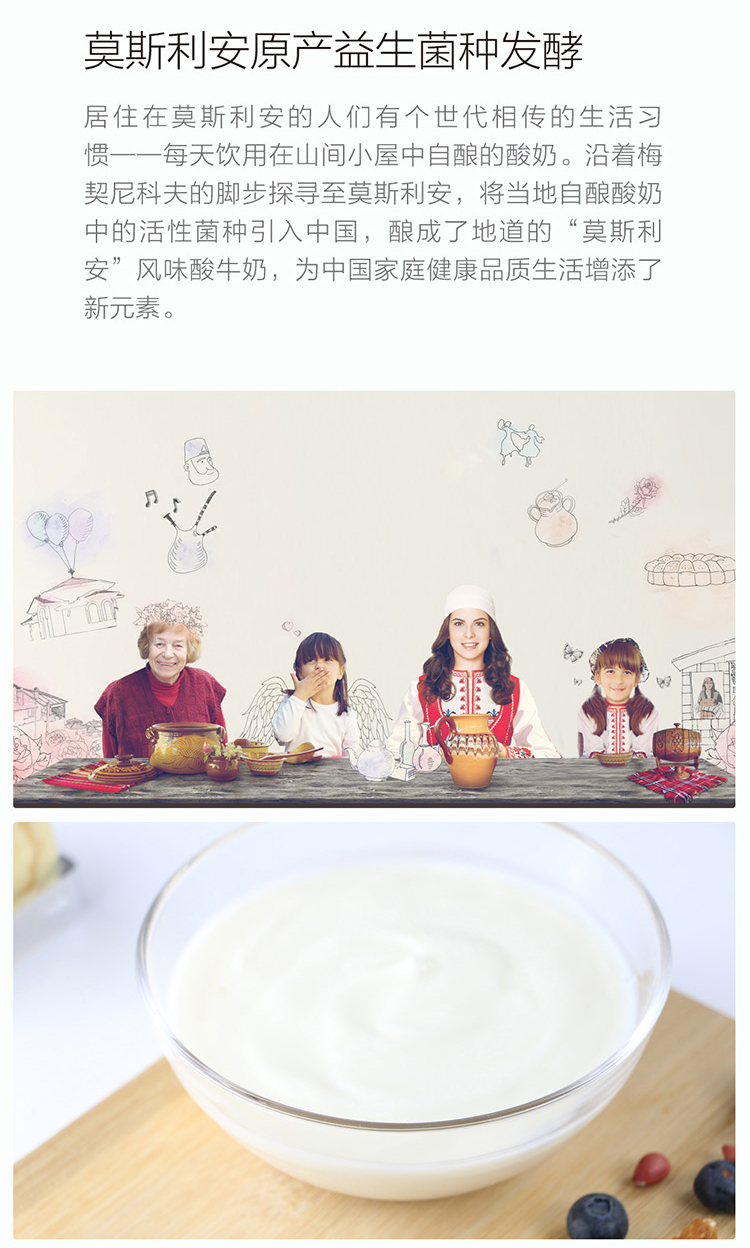 莫斯利安原产益生菌种发酵
居住在莫斯利安的人们有个世代相传的生活习
惯——每天饮用在山间小屋中自酿的酸奶。沿着梅
契尼科夫的脚步探寻至莫斯利安，将当地自酿酸奶
中的活性菌种引入中国，酿成了地道的“莫斯利
安”风味酸牛奶，为中国家庭健康品质生活增添了
新元素。